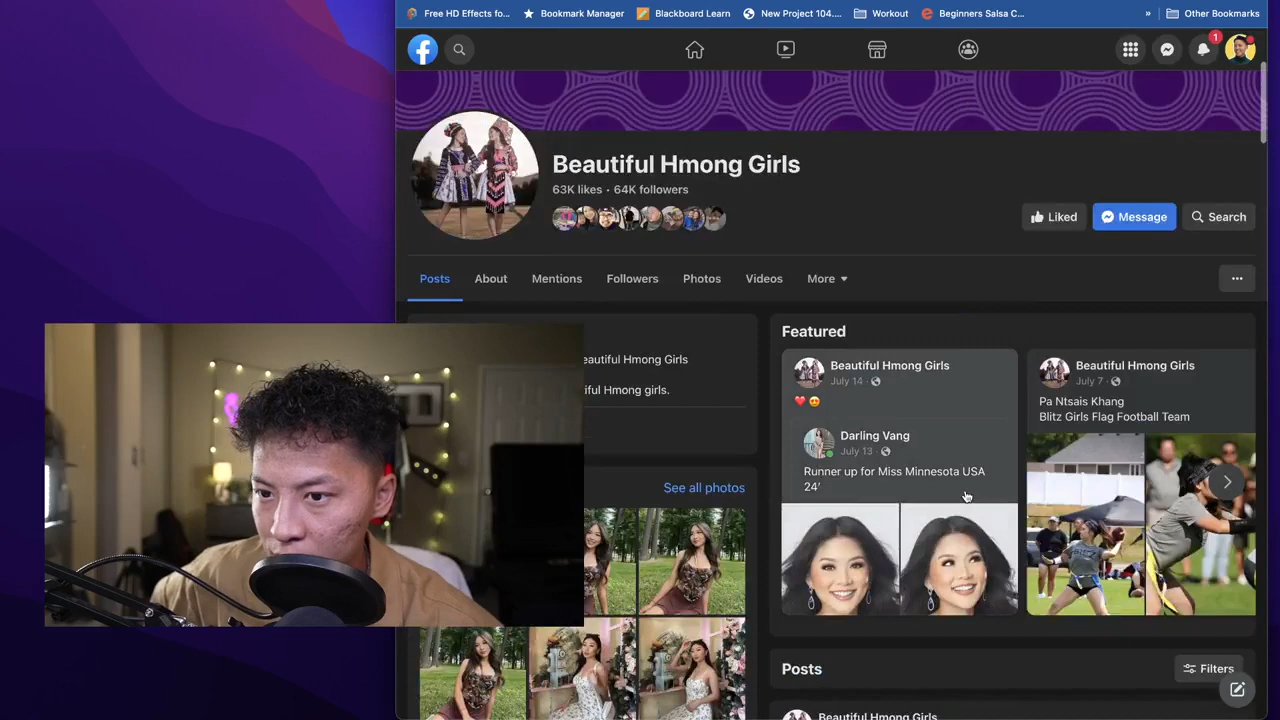 Free HD Effects fo...
Bookmark Manager
Blackboard Learn
New Project 104....
Workout
Beginners Salsa C...
»
Other Bookmarks
1
Beautiful Hmong Girls
63K likes • 64K followers
Liked
Message
Search
Posts
About
Mentions
Followers
Photos
Videos
More
Featured
eautiful Hmong Girls
iful Hmong girls.
Beautiful Hmong Girls
July 14 ·
Darling Vang
July 13 ·
Runner up for Miss Minnesota USA
24'
Beautiful Hmong Girls
July 7 ·
Pa Ntsais Khang
Blitz Girls Flag Football Team
See all photos
Posts
Filters
Beautiful Hmong Girls